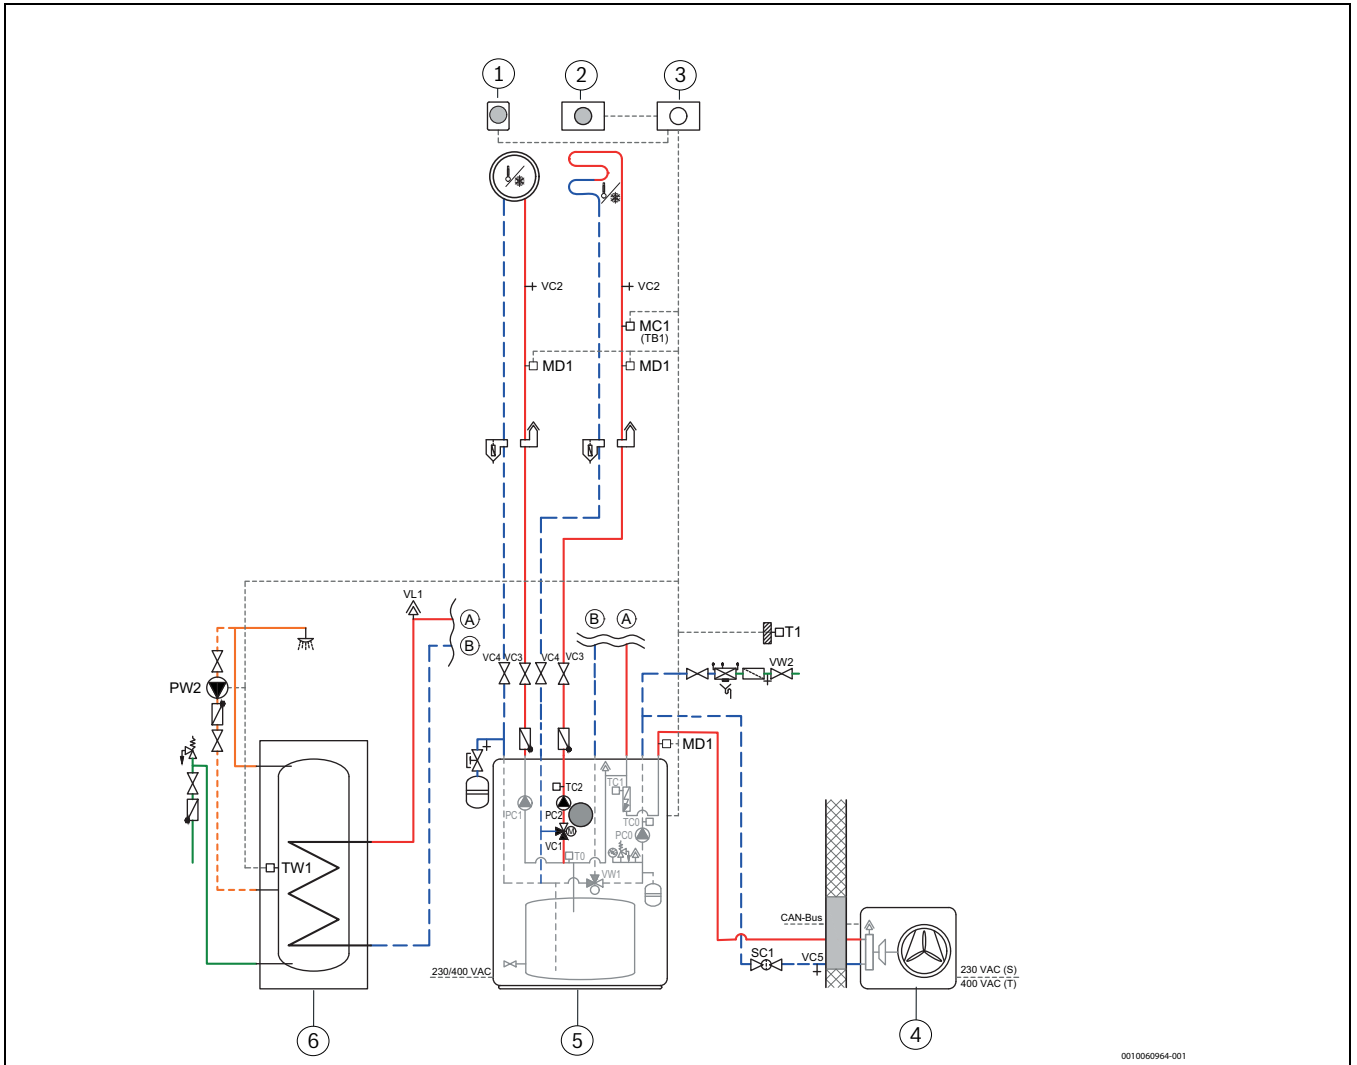 1
2
3
VC2
VC2
MC1
(TB1)
MD1
MD1
VL1
A
B
B
A
T1
VC4
VC3
VC4
VC3
VW2
PW2
MD1
TC2
TC1
PC1
PC2
TC0
PC0
M
VC1
T0
TW1
VW1
CAN-Bus
SC1
VC5
230/400 VAC
230 VAC (S)
400 VAC (T)
6
5
4
0010060964-001